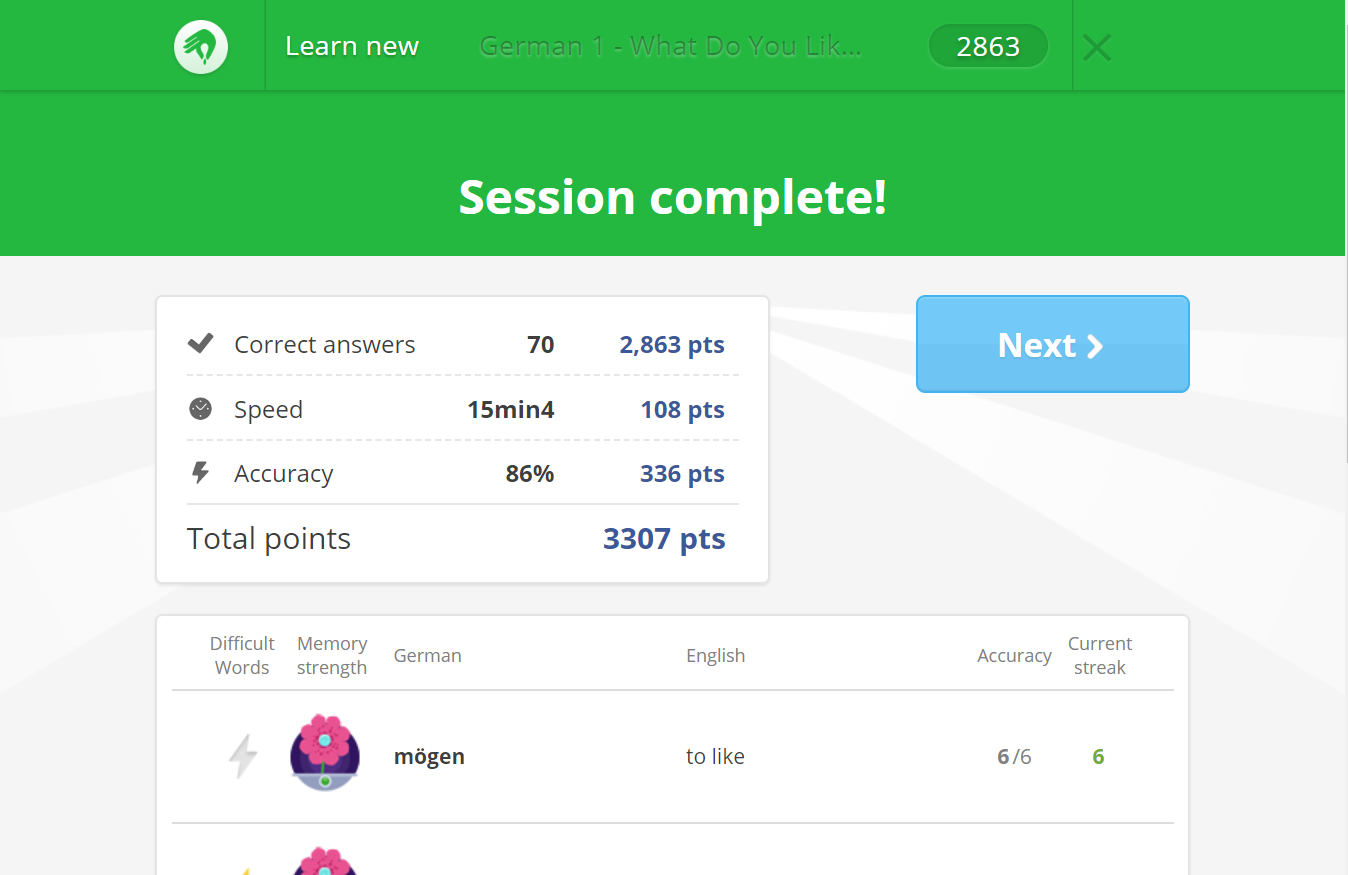 Learn new German 1 - What Do You Lik... 2863
Session complete!
Correct answers 70 2,863 pts
Next
Speed 15min4 108 pts
Accuracy 86% 336 pts
Total points 3307 pts
Difficult Words Memory strength German English Accuracy Current streak
mögen to like 6/6 6